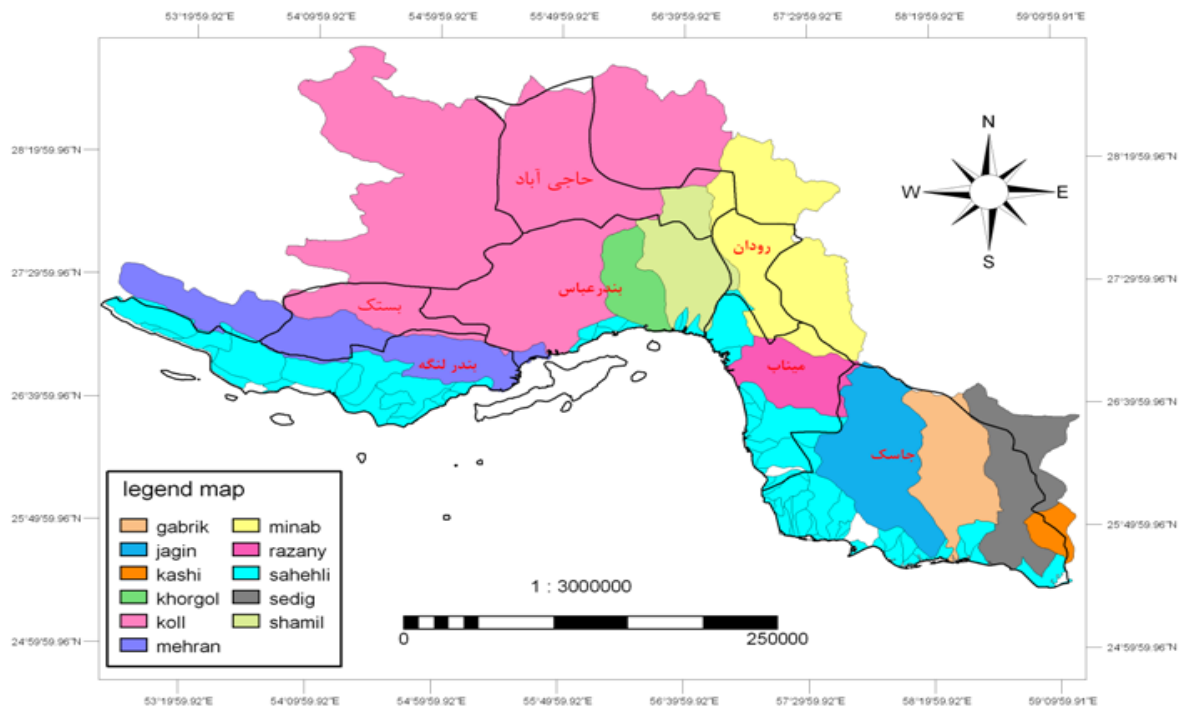 53°19'59.92"E 54°09'59.92"E 54°59'59.92"E 55°49'59.92"E 56°39'59.92"E 57°29'59.92"E 58°19'59.92"E 59°09'59.91"E
N
28°19'59.96"N 28°19'59.96"N
حاجی آباد
W E
رودان
S
27°29'59.96"N 27°29'59.96"N
بندرعباس
بستک
بندر لنگه
میناب
26°39'59.96"N 26°39'59.96"N
جاسک
legend map
gabrik minab
25°49'59.96"N 25°49'59.96"N
jagin razany
kashi sahehli
khorgol sedig
koll shamil
mehran
1 : 3000000
0 250000
24°59'59.96"N 24°59'59.96"N
53°19'59.92"E 54°09'59.92"E 54°59'59.92"E 55°49'59.92"E 56°39'59.92"E 57°29'59.92"E 58°19'59.92"E 59°09'59.91"E